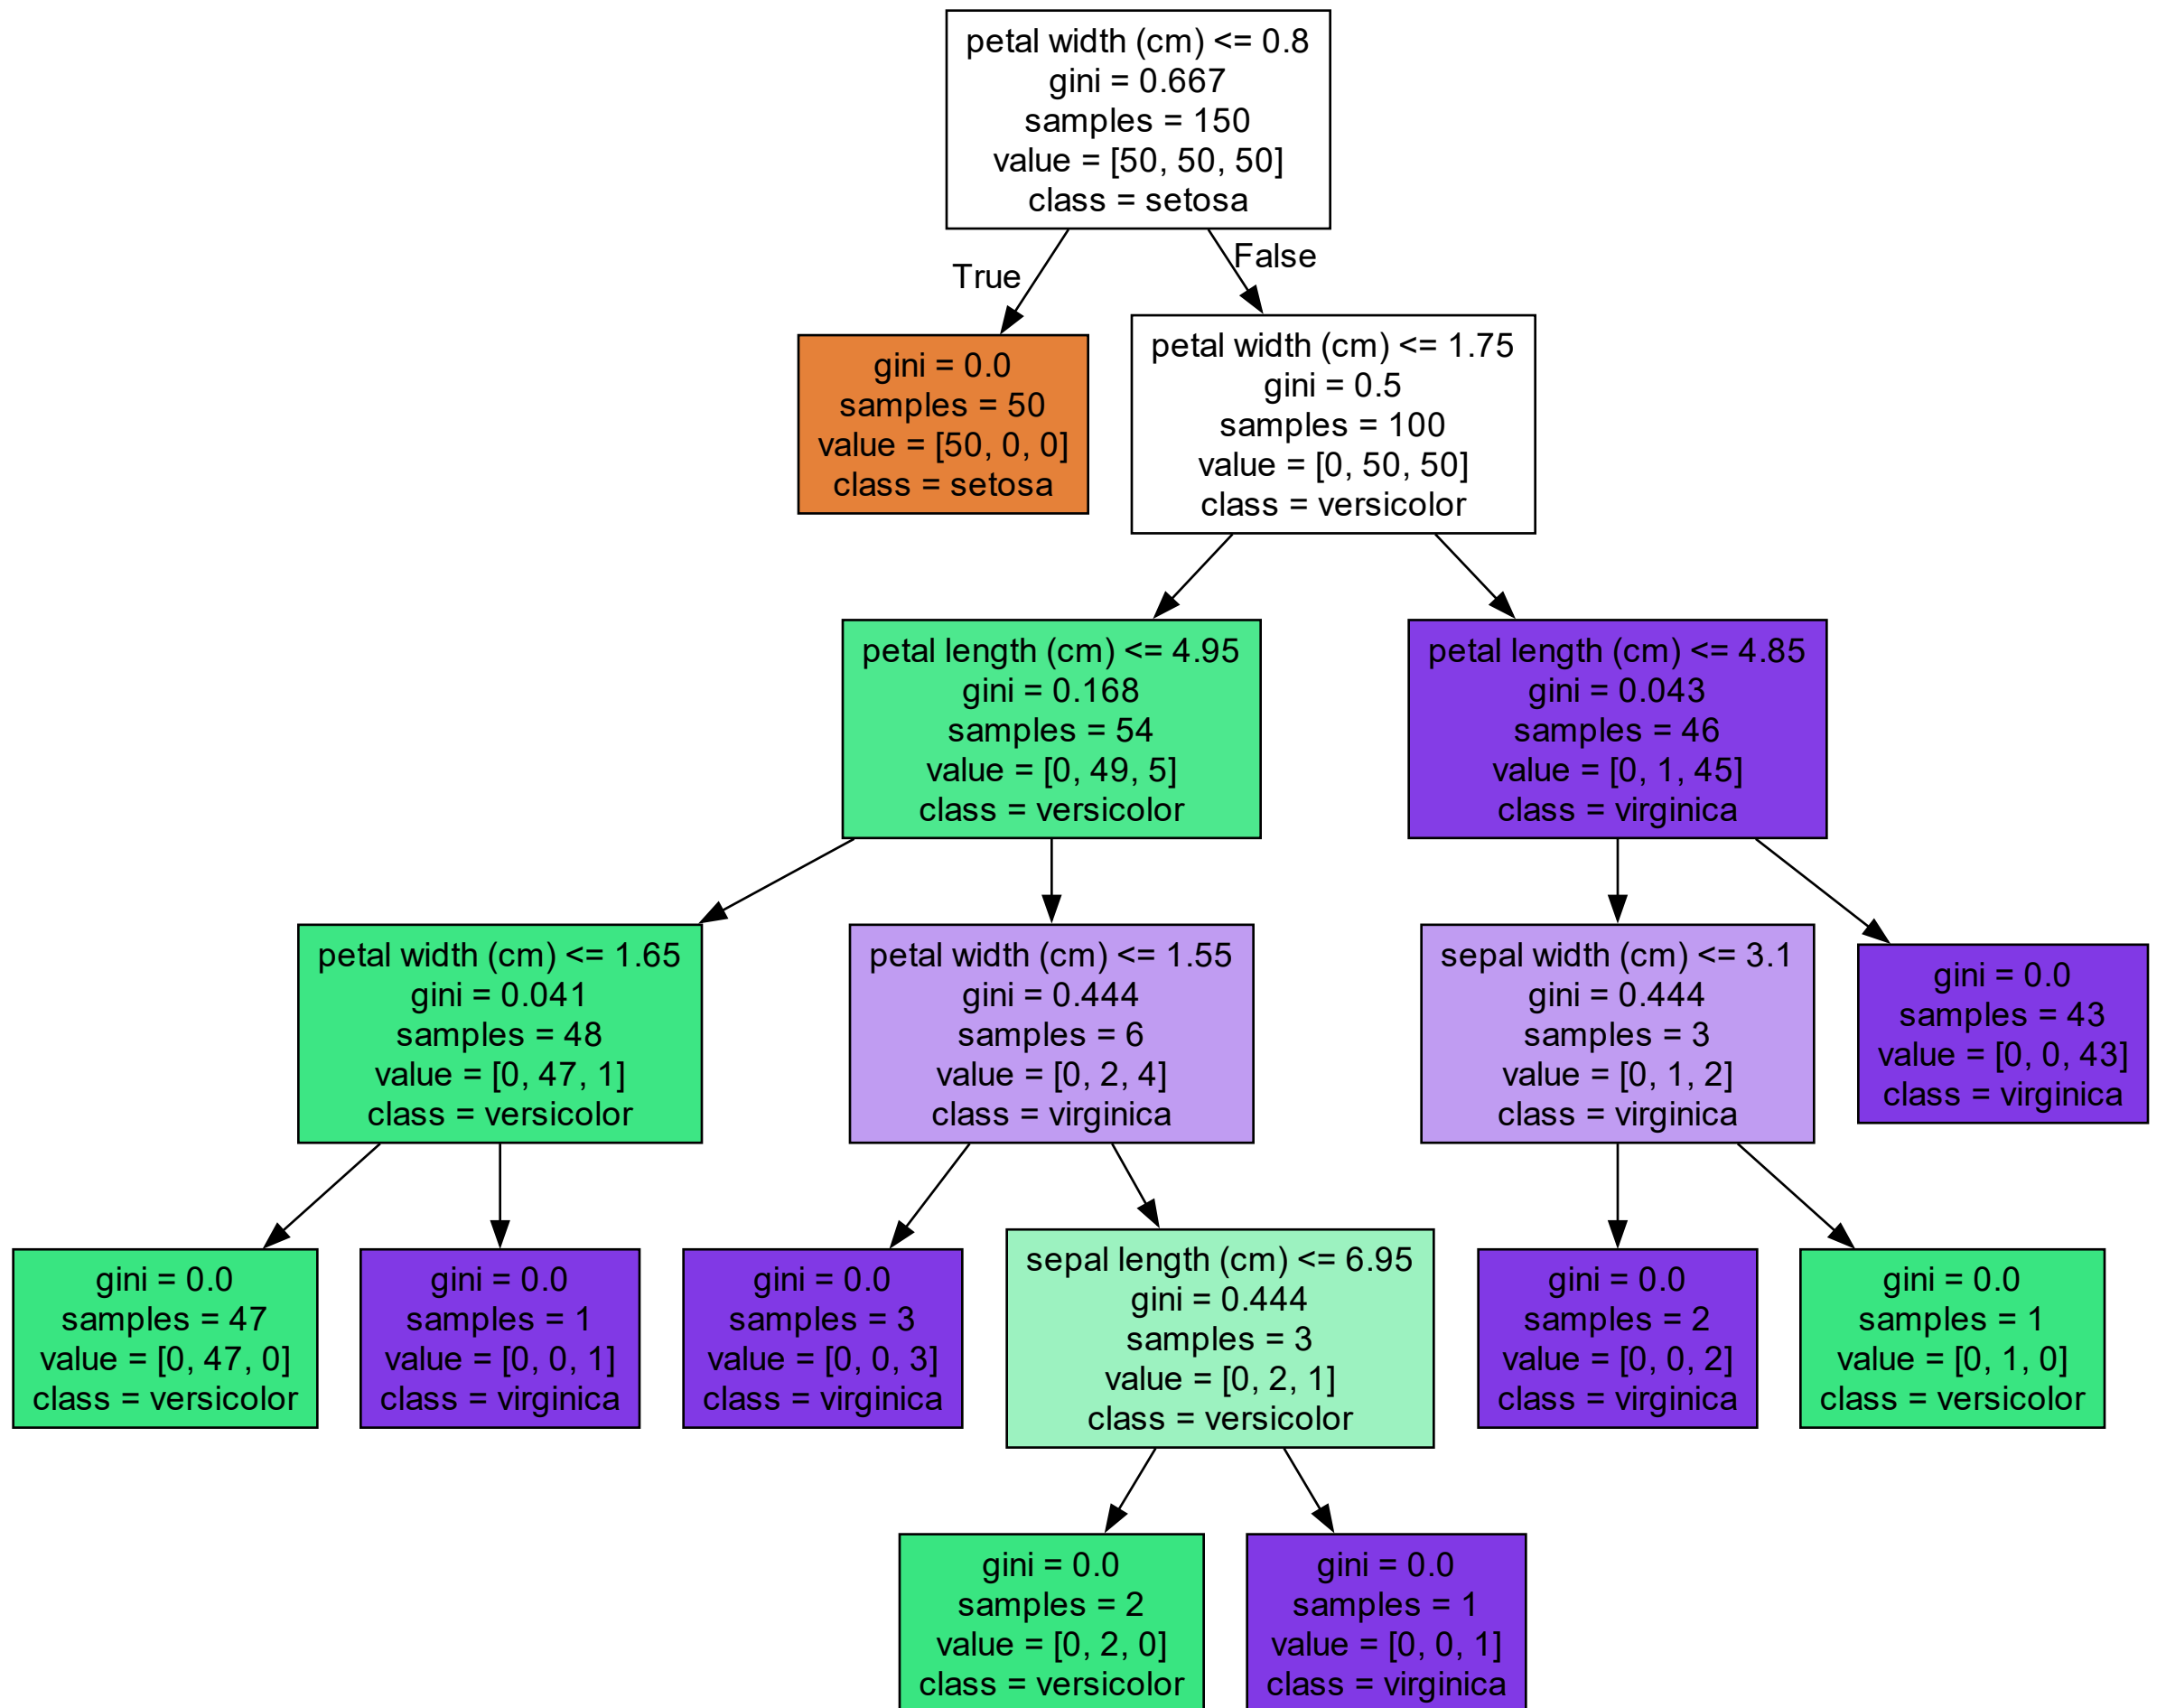 petal width (cm) <= 0.8
gini = 0.667
samples = 150
value = [50, 50, 50]
class = setosa
True
False
gini = 0.0
samples = 50
value = [50, 0, 0]
class = setosa
petal width (cm) <= 1.75
gini = 0.5
samples = 100
value = [0, 50, 50]
class = versicolor
petal length (cm) <= 4.95
gini = 0.168
samples = 54
value = [0, 49, 5]
class = versicolor
petal length (cm) <= 4.85
gini = 0.043
samples = 46
value = [0, 1, 45]
class = virginica
petal width (cm) <= 1.65
gini = 0.041
samples = 48
value = [0, 47, 1]
class = versicolor
petal width (cm) <= 1.55
gini = 0.444
samples = 6
value = [0, 2, 4]
class = virginica
sepal width (cm) <= 3.1
gini = 0.444
samples = 3
value = [0, 1, 2]
class = virginica
gini = 0.0
samples = 43
value = [0, 0, 43]
class = virginica
gini = 0.0
samples = 47
value = [0, 47, 0]
class = versicolor
gini = 0.0
samples = 1
value = [0, 0, 1]
class = virginica
gini = 0.0
samples = 3
value = [0, 0, 3]
class = virginica
sepal length (cm) <= 6.95
gini = 0.444
samples = 3
value = [0, 2, 1]
class = versicolor
gini = 0.0
samples = 2
value = [0, 0, 2]
class = virginica
gini = 0.0
samples = 1
value = [0, 1, 0]
class = versicolor
gini = 0.0
samples = 2
value = [0, 2, 0]
class = versicolor
gini = 0.0
samples = 1
value = [0, 0, 1]
class = virginica